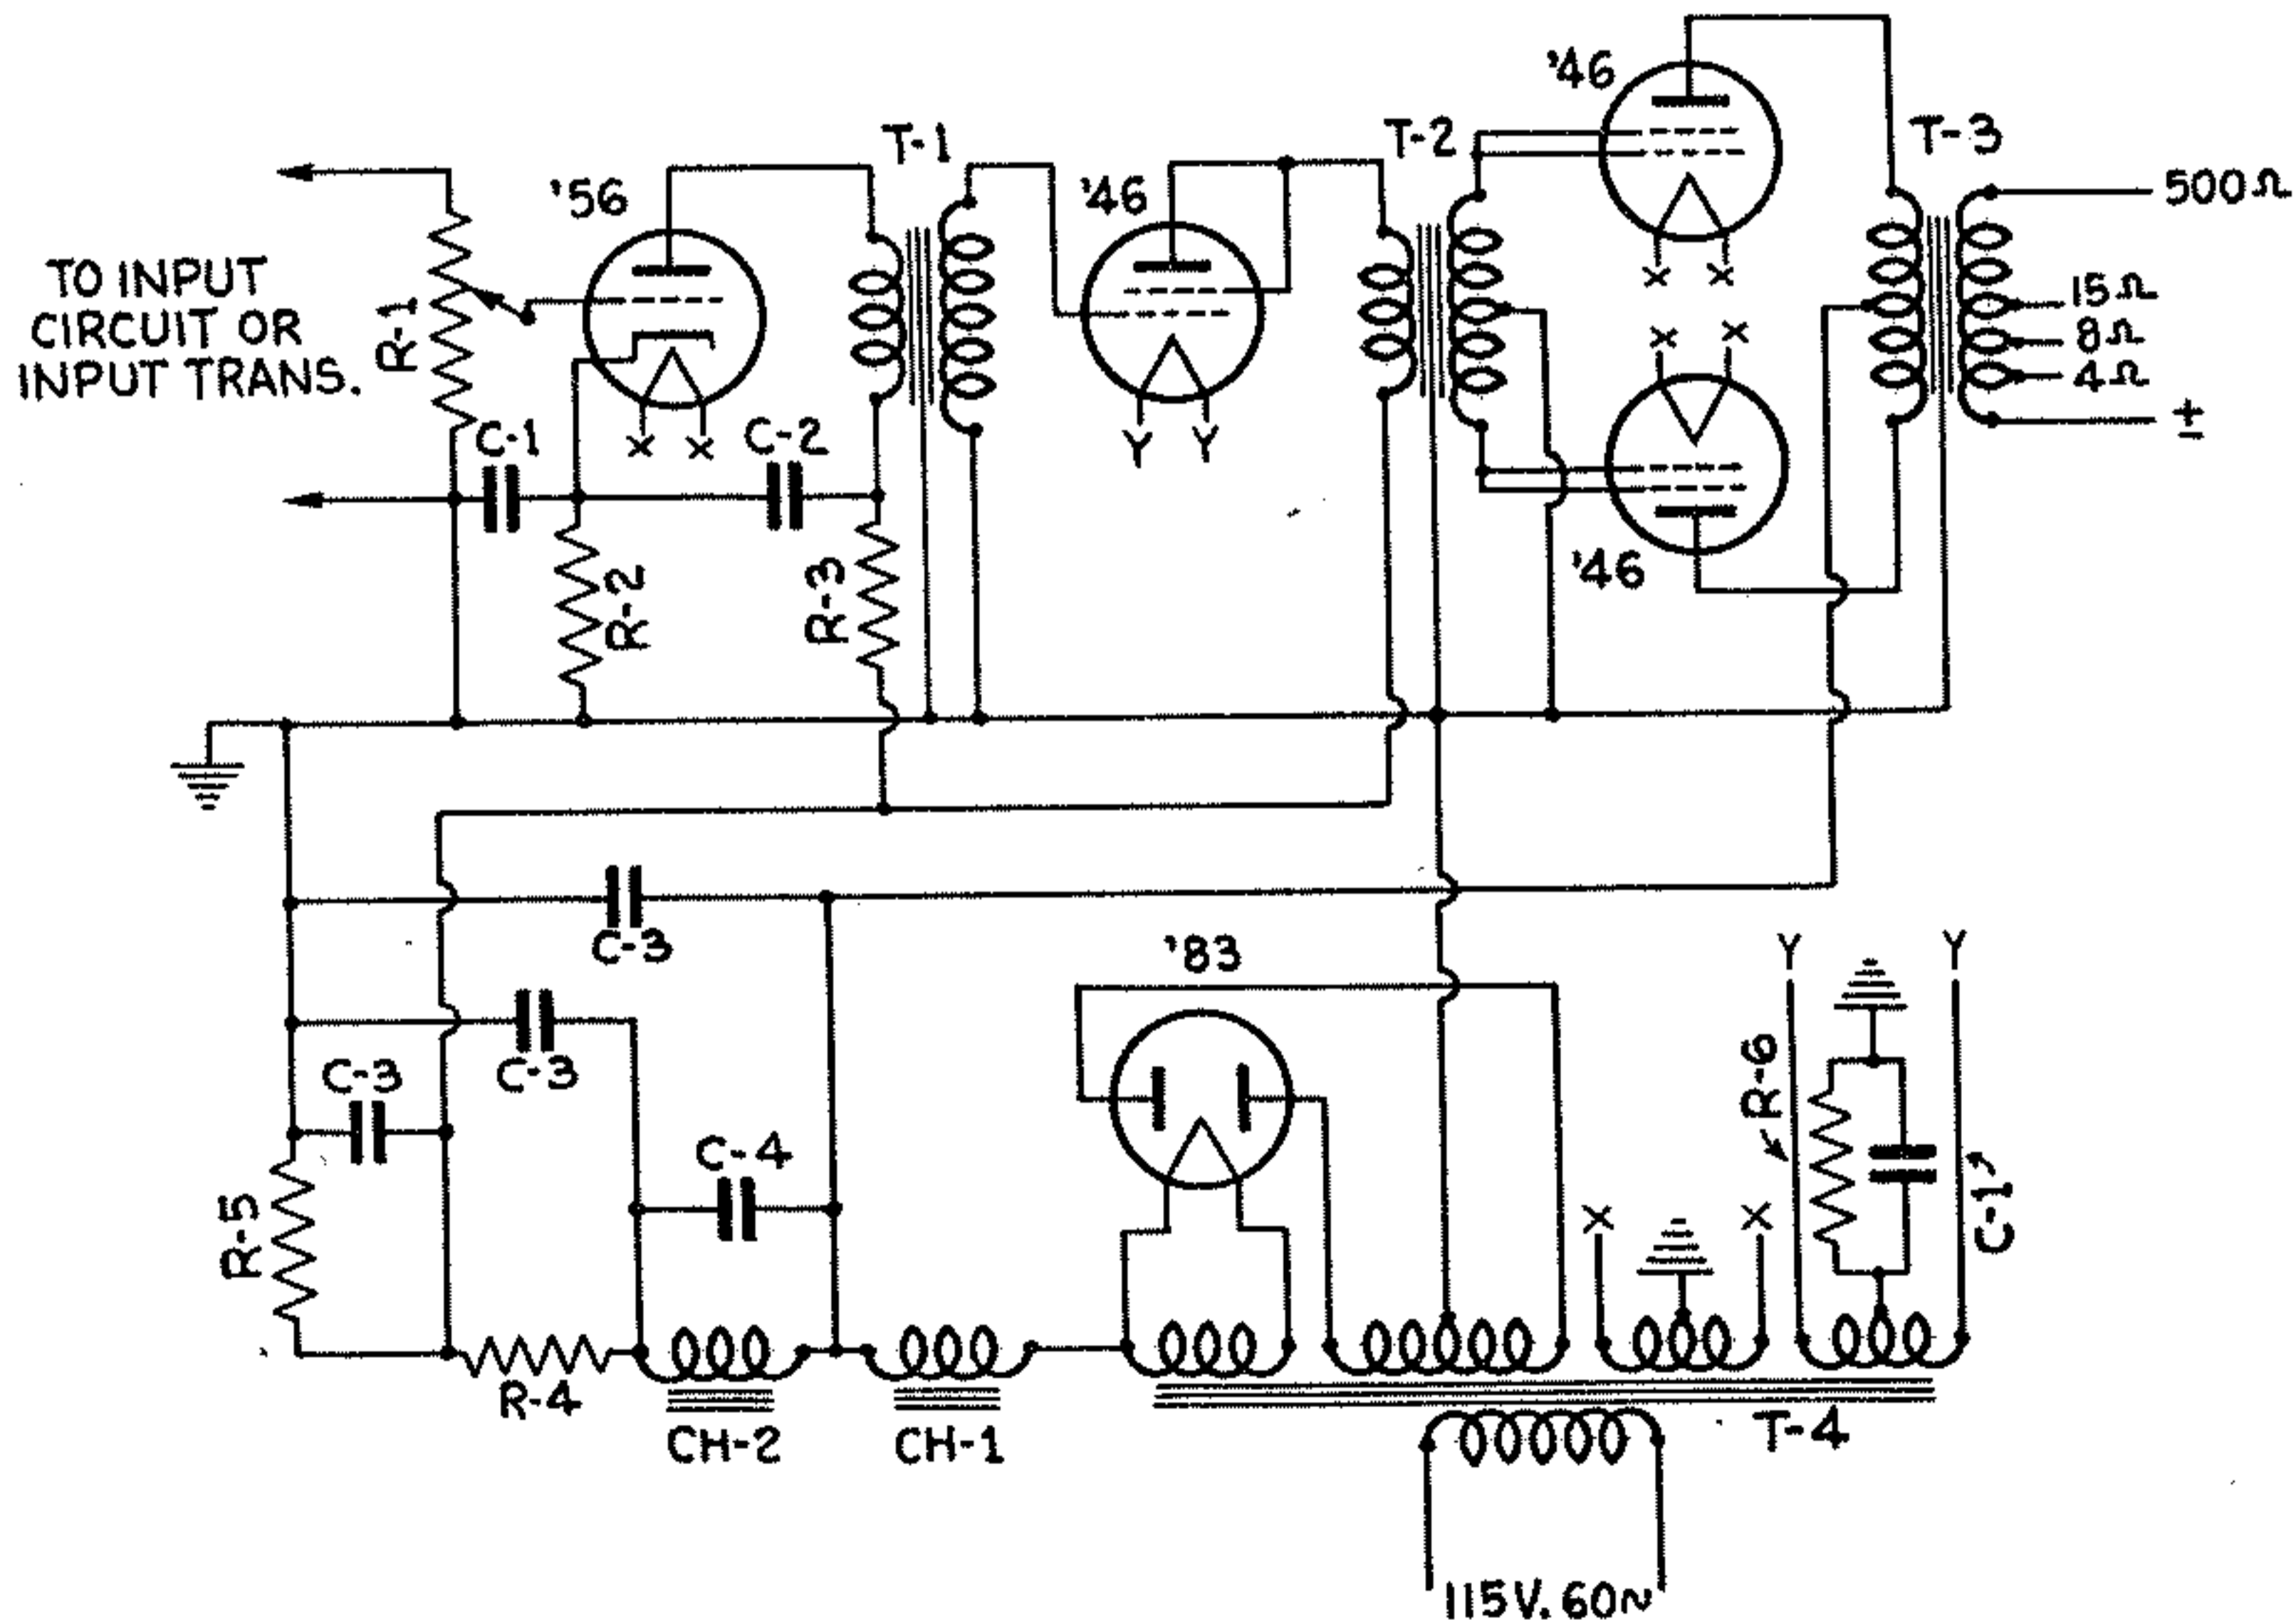 '46
T-1
T-2
T-3
'56
'46
500Ω
TO INPUT
CIRCUIT OR
INPUT TRANS.
R-1
15Ω
8Ω
4Ω
±
X X
X X
C-1
C-2
X X
Y Y
'46
R-2
R-3
C-3
'83
Y Y
C-3
C-3
R-6
C-4
C-1
R-5
X X
R-4
CH-2
CH-1
T-4
115V. 60~